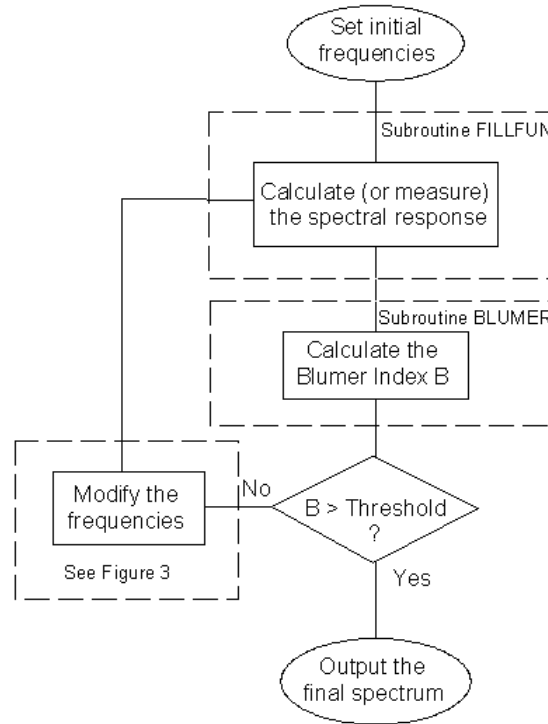 Set initial
frequencies
Subroutine FILLFUN
Calculate (or measure)
the spectral response
Subroutine BLUMER
Calculate the
Blumer Index B
No
Modify the
frequencies
B > Threshold
?
See Figure 3
Yes
Output the
final spectrum